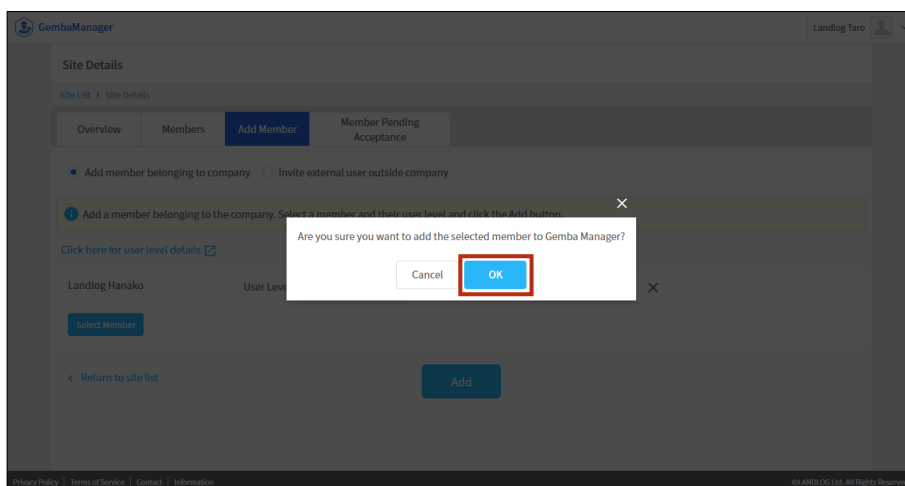 GembaManager
Landlog Taro
Site Details
Site List > Site Details
Overview
Members
Add Member
Member Pending
Acceptance
Add member belonging to company
Invite external user outside company
Add a member belonging to the company. Select a member and their user level and click the Add button.
Are you sure you want to add the selected member to Gemba Manager?
Click here for user level details
Cancel
OK
Landlog Hanako
User Leve
Select Member
Return to site list
Add
Privacy Policy | Terms of Service | Contact | Information
©LANDLOG Ltd. All Rights Reserved